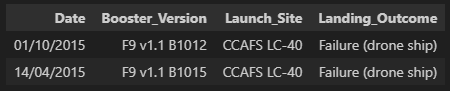 Date Booster_Version Launch_Site Landing_Outcome
01/10/2015 F9 v1.1 B1012 CCAFS LC-40 Failure (drone ship)
14/04/2015 F9 v1.1 B1015 CCAFS LC-40 Failure (drone ship)